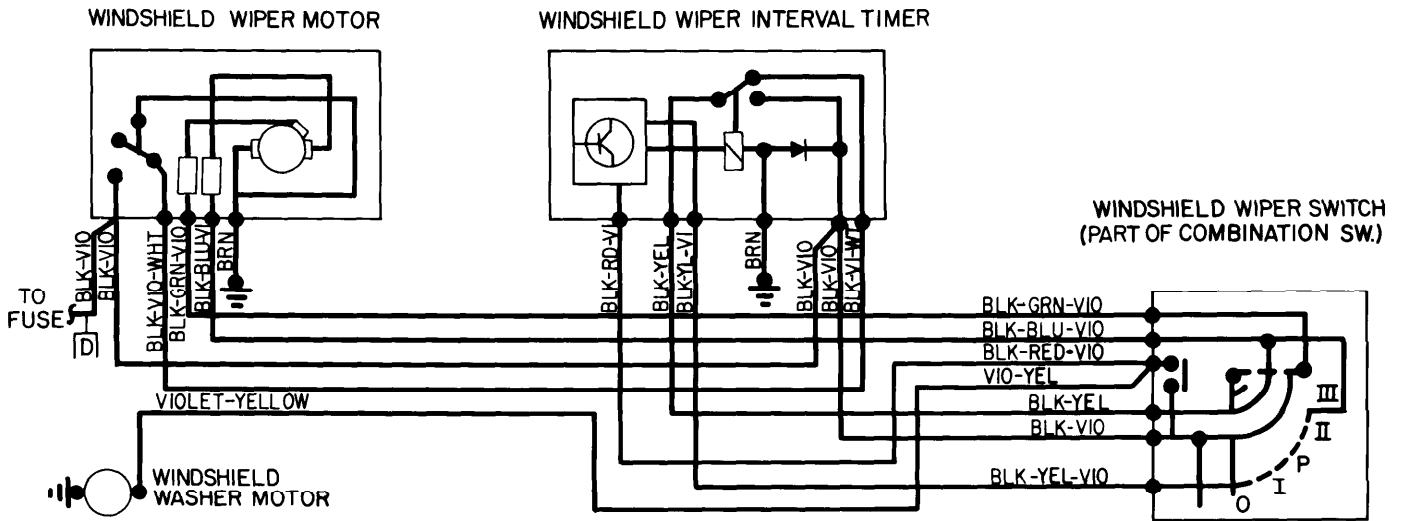 WINDSHIELD WIPER MOTOR
WINDSHIELD WIPER INTERVAL TIMER
WINDSHIELD WIPER SWITCH
(PART OF COMBINATION SW.)
BLK-VIO
BLK-VIO
BLK-VIO-WHT
BLK-GRN-VIO
BLK-BLU-VI
BRN
BLK-RD-VI
BLK-YEL
BLK-YL-VI
BRN
BLK-VIO
BLK-VIO
BLK-VI-WT
TO
FUSE
D
BLK-GRN-VIO
BLK-BLU-VIO
BLK-RED-VIO
VIO-YEL
BLK-YEL
BLK-VIO
BLK-YEL-VIO
III
II
P
I
O
VIOLET-YELLOW
WINDSHIELD
WASHER MOTOR